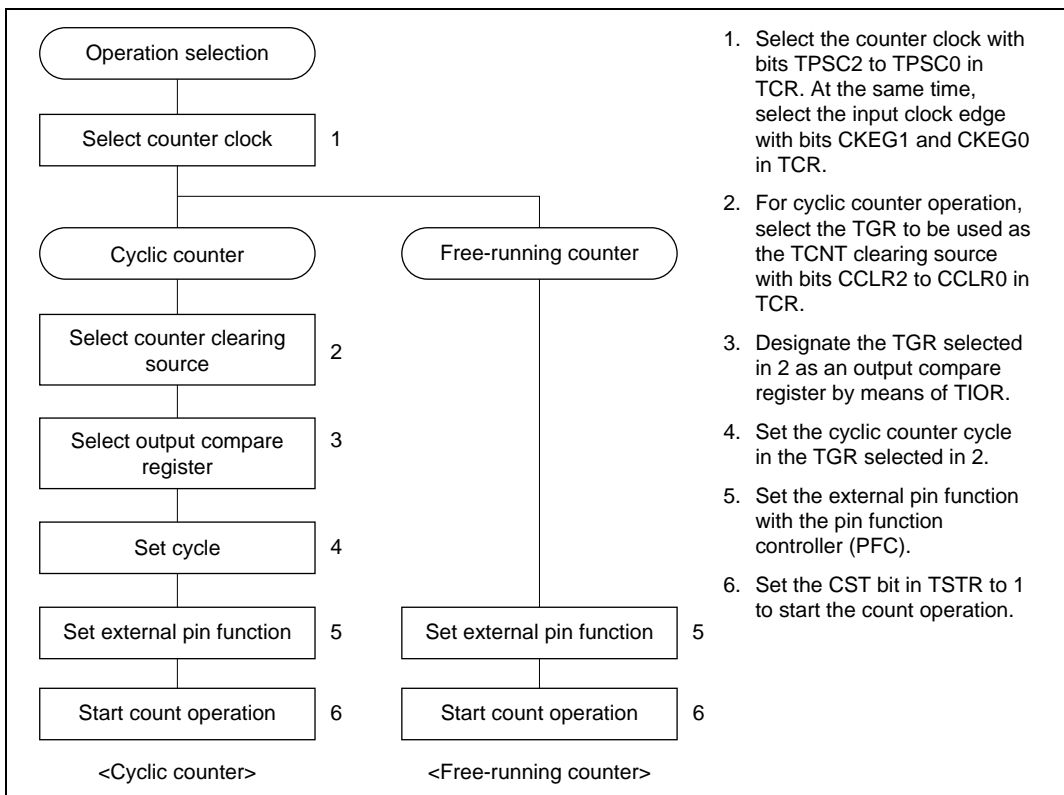 Operation selection
Select counter clock
1
Cyclic counter
Free-running counter
Select counter clearing
source
2
Select output compare
register
3
Set cycle
4
Set external pin function
5
Set external pin function
5
Start count operation
6
Start count operation
6
<Cyclic counter>
<Free-running counter>
1. Select the counter clock with
bits TPSC2 to TPSC0 in
TCR. At the same time,
select the input clock edge
with bits CKEG1 and CKEG0
in TCR.
2. For cyclic counter operation,
select the TGR to be used as
the TCNT clearing source
with bits CCLR2 to CCLR0 in
TCR.
3. Designate the TGR selected
in 2 as an output compare
register by means of TIOR.
4. Set the cyclic counter cycle
in the TGR selected in 2.
5. Set the external pin function
with the pin function
controller (PFC).
6. Set the CST bit in TSTR to 1
to start the count operation.